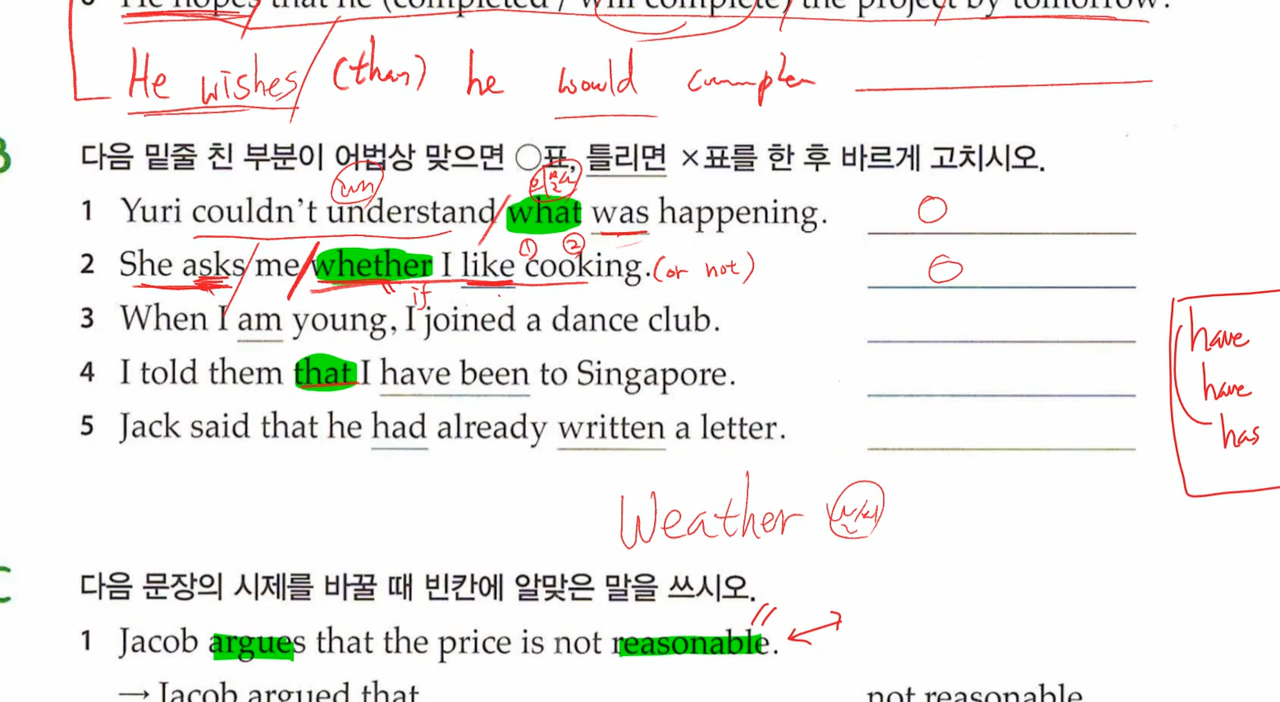 He hopes that he (completed / will complete) the project by tomorrow.
He wishes (than) he would
B 다음 밑줄 친 부분이 어법상 맞으면 ○표, 틀리면 ×표를 한 후 바르게 고치시오.
1 Yuri couldn't understand what was happening. O
① ②
2 She asks me whether I like cooking. (or not) O
if
3 When I am young, I joined a dance club.
have
4 I told them that I have been to Singapore.
have
5 Jack said that he had already written a letter.
has
Weather
C 다음 문장의 시제를 바꿀 때 빈칸에 알맞은 말을 쓰시오.
1 Jacob argues that the price is not reasonable.
→ Jacob argued that not reasonable